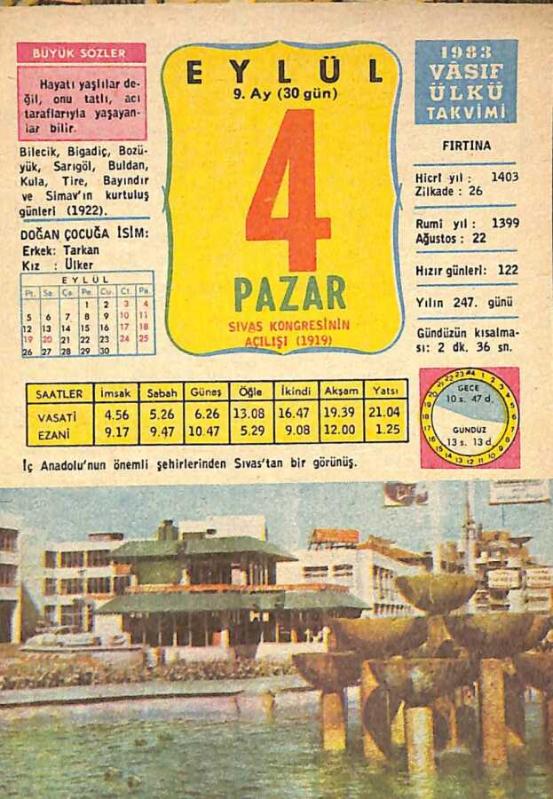 BÜYÜK SÖZLER
Hayatı yaşlılar de-
ğil, onu tatlı, acı
taraflarıyla yaşayan-
lar bilir.
Bilecik, Bigadiç, Bozü-
yük, Sarıgöl, Buldan,
Kula, Tire, Bayındır
ve Simav'ın kurtuluş
günleri (1922).
DOĞAN ÇOCUĞA İSİM:
Erkek: Tarkan
Kız : Ülker
EYLÜL
Pt. Sa. Ça. Pe. Cu. Ct. Pa.
1 2 3 4
5 6 7 8 9 10 11
12 13 14 15 16 17 18
19 20 21 22 23 24 25
26 27 28 29 30
EYLÜL
9. Ay (30 gün)
4
PAZAR
SIVAS KONGRESİNİN
AÇILIŞI (1919)
1983
VÂSIF
ÜLKÜ
TAKVİMİ
FIRTINA
Hicrî yıl : 1403
Zilkade : 26
Rumî yıl : 1399
Ağustos : 22
Hızır günleri: 122
Yılın 247. günü
Gündüzün kısalma-
sı: 2 dk. 36 sn.
SAATLER İmsak Sabah Güneş Öğle İkindi Akşam Yatsı
VASATİ 4.56 5.26 6.26 13.08 16.47 19.39 21.04
EZANİ 9.17 9.47 10.47 5.29 9.08 12.00 1.25
GECE
10 s. 47 d.
GÜNDÜZ
13 s. 13 d.
İç Anadolu'nun önemli şehirlerinden Sıvas'tan bir görünüş.